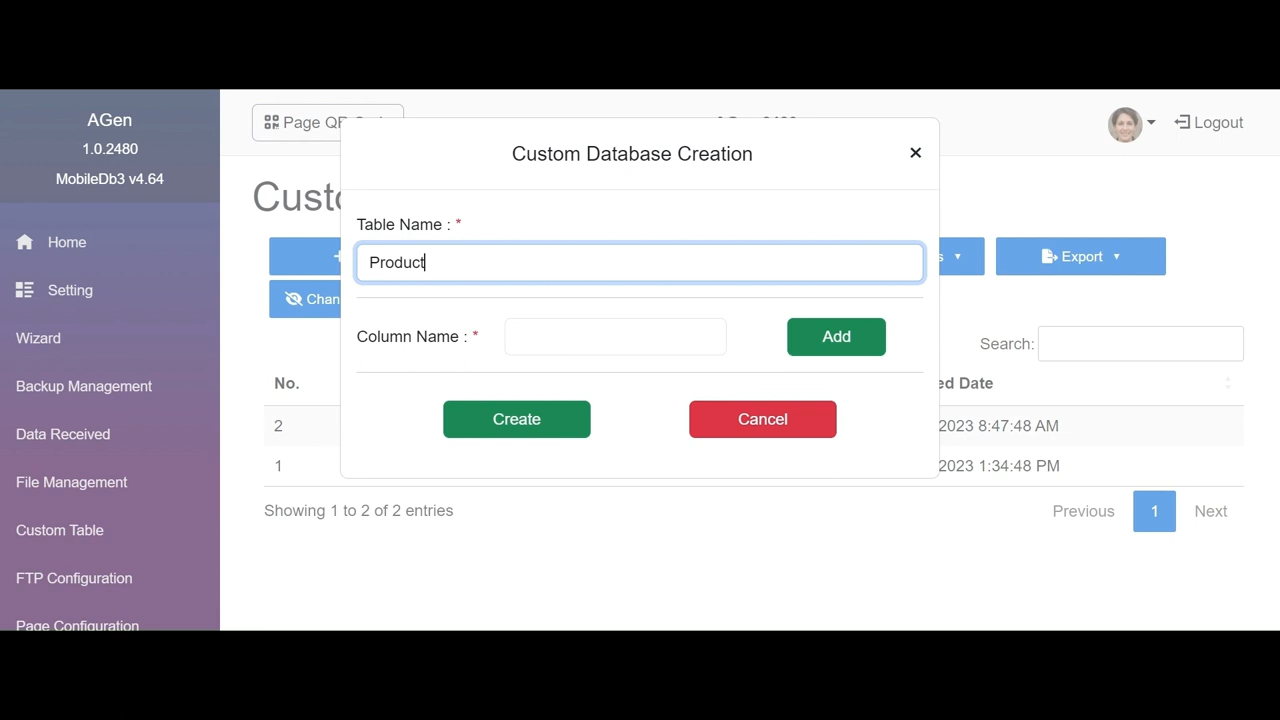 AGen
1.0.2480
MobileDb3 v4.64
Home
Setting
Wizard
Backup Management
Data Received
File Management
Custom Table
FTP Configuration
Page Configuration
Page QR
Logout
Custo
Chan
Export
Search:
No.
ed Date
2
2023 8:47:48 AM
1
2023 1:34:48 PM
Showing 1 to 2 of 2 entries
Previous 1 Next
Custom Database Creation
Table Name : *
Product
Column Name : *
Add
Create
Cancel